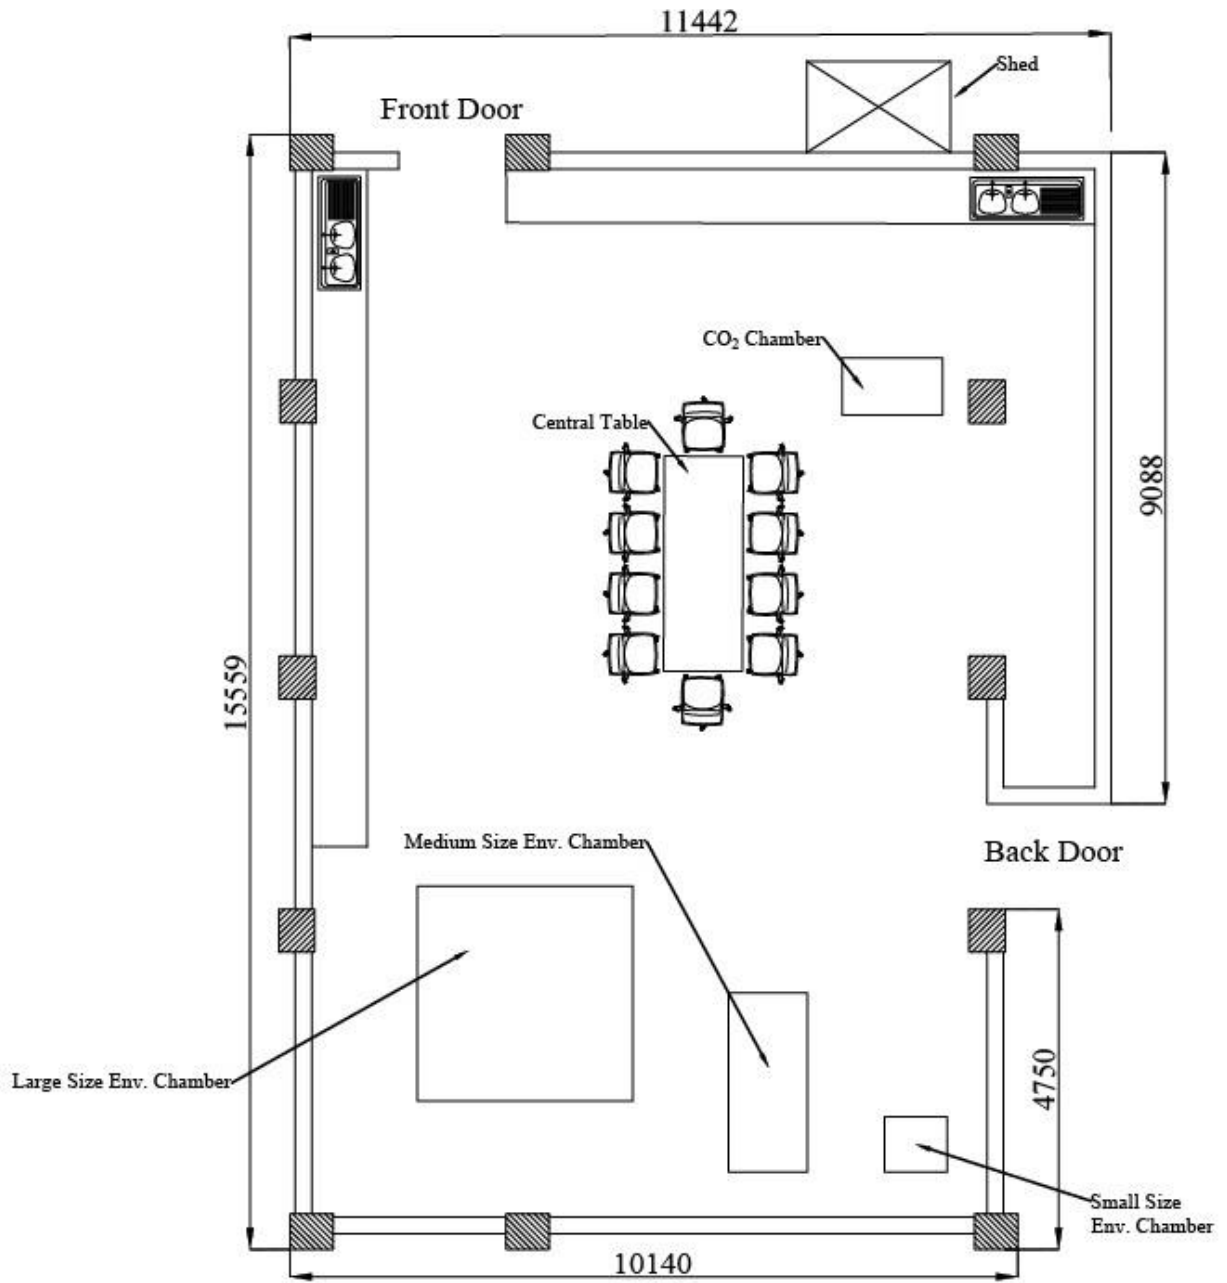 11442
Shed
Front Door
CO₂ Chamber
Central Table
9088
15559
Medium Size Env. Chamber
Back Door
Large Size Env. Chamber
4750
Small Size
Env. Chamber
10140